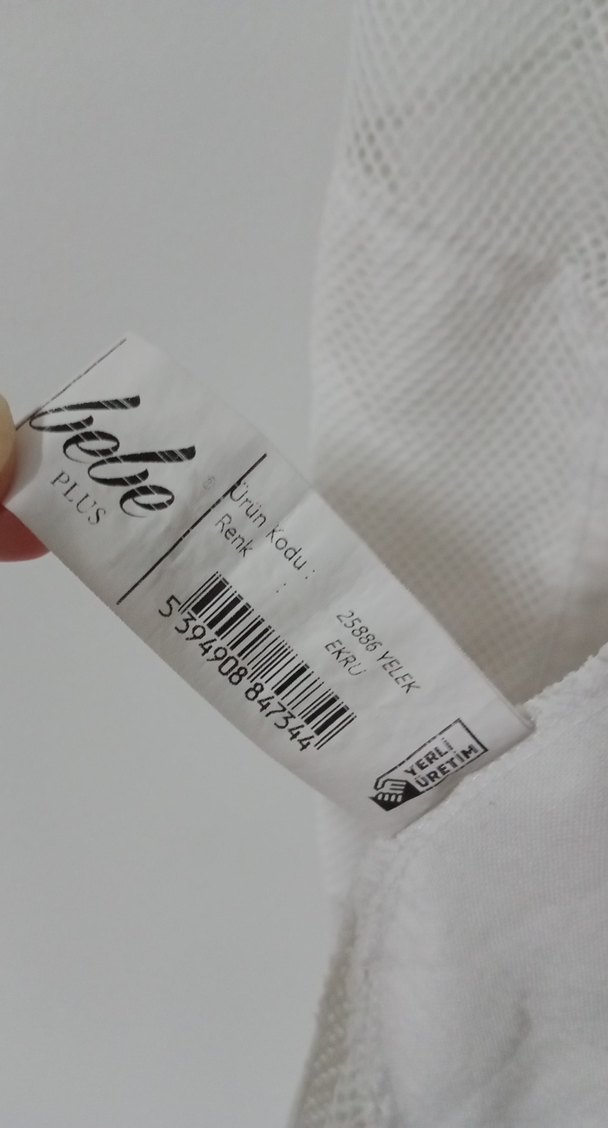 bebe
PLUS
®
Ürün Kodu :
25886 YELEK
Renk :
EKRU
5 394908 847344
YERLİ
ÜRETİM